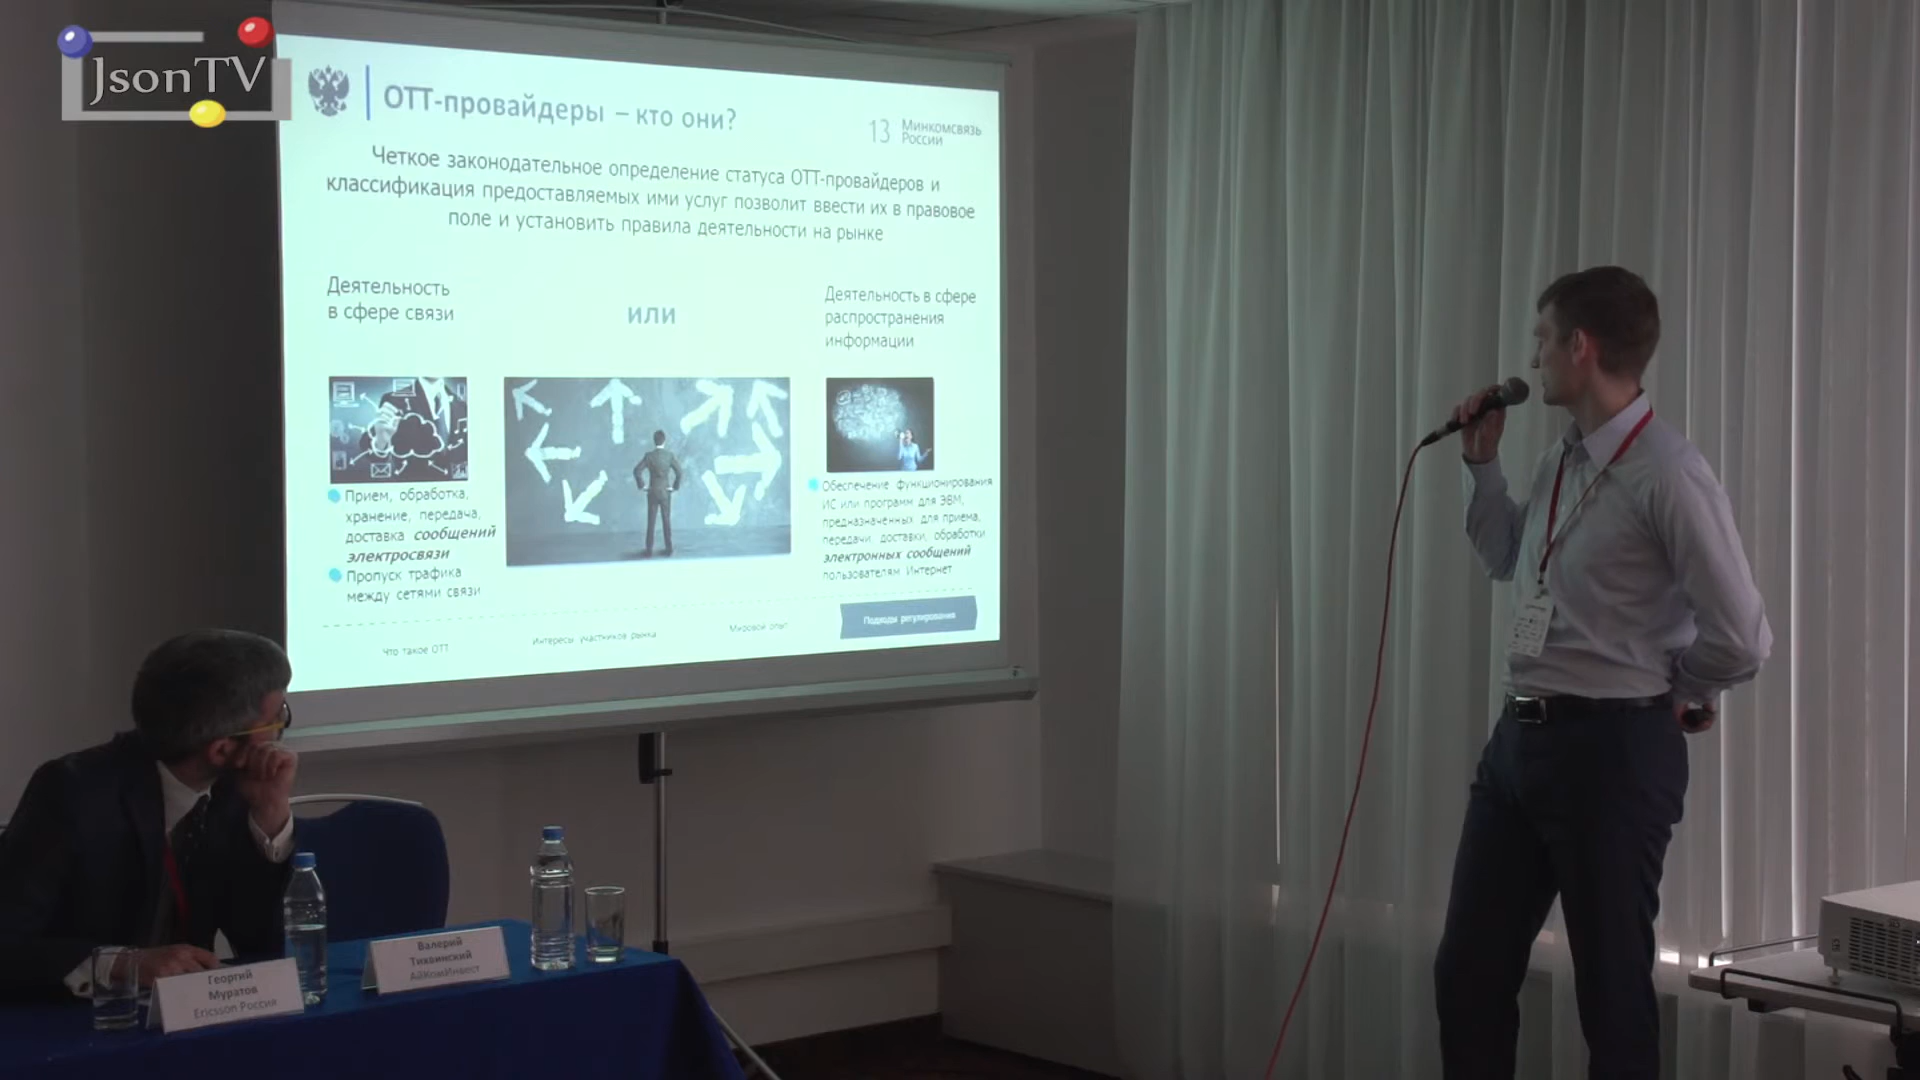 JsonTV
ОТТ-провайдеры – кто они?
13
Минкомсвязь
России
Четкое законодательное определение статуса ОТТ-провайдеров и
классификация предоставляемых ими услуг позволит ввести их в правовое
поле и установить правила деятельности на рынке
Деятельность
в сфере связи
или
Деятельность в сфере
распространения
информации
Прием, обработка,
хранение, передача,
доставка сообщений
электросвязи
Пропуск трафика
между сетями связи
Обеспечение функционирования
ИС или программ для ЭВМ,
предназначенных для приема,
передачи, доставки, обработки
электронных сообщений
пользователям Интернет
Что такое ОТТ
Интересы участников рынка
Мировой опыт
Подходы регулирования
Георгий
Муратов
Ericsson Россия
Валерий
Тихвинский
АйКомИнвест